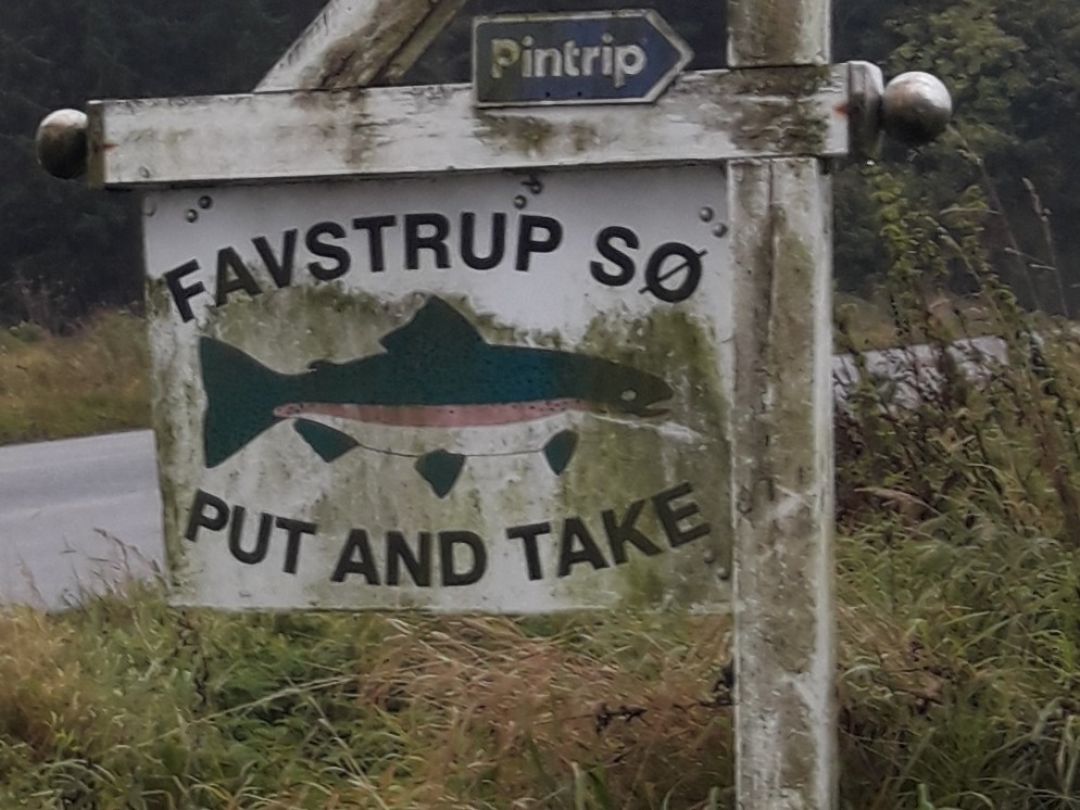 Pintrip
FAVSTRUP SØ
PUT AND TAKE